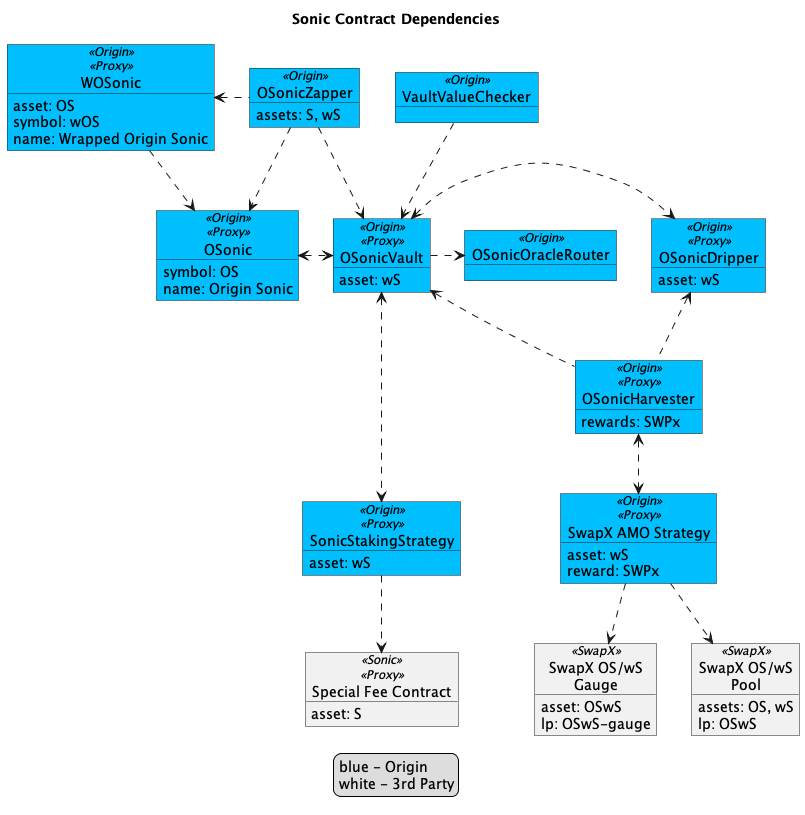 Sonic Contract Dependencies
«Origin»
«Proxy»
WOSonic
asset: OS
symbol: wOS
name: Wrapped Origin Sonic
«Origin»
OSonicZapper
assets: S, wS
«Origin»
VaultValueChecker
«Origin»
«Proxy»
OSonic
symbol: OS
name: Origin Sonic
«Origin»
«Proxy»
OSonicVault
asset: wS
«Origin»
OSonicOracleRouter
«Origin»
«Proxy»
OSonicDripper
asset: wS
«Origin»
«Proxy»
OSonicHarvester
rewards: SWPx
«Origin»
«Proxy»
SonicStakingStrategy
asset: wS
«Origin»
«Proxy»
SwapX AMO Strategy
asset: wS
reward: SWPx
«Sonic»
«Proxy»
Special Fee Contract
asset: S
«SwapX»
SwapX OS/wS
Gauge
asset: OSwS
lp: OSwS-gauge
«SwapX»
SwapX OS/wS
Pool
assets: OS, wS
lp: OSwS
blue - Origin
white - 3rd Party